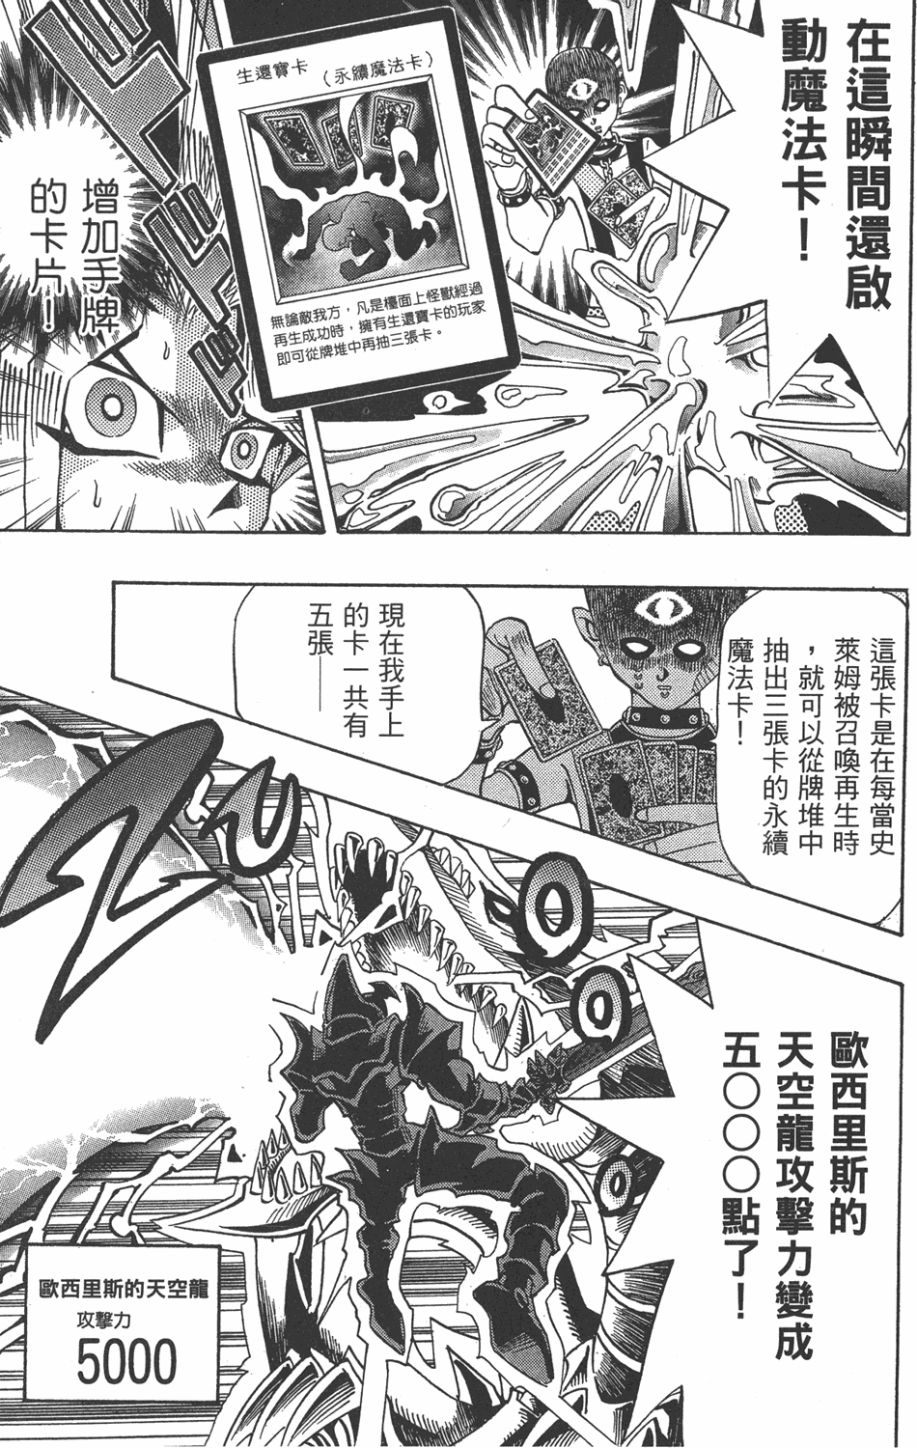 在這瞬間還啟
動魔法卡！
生還寶卡
（永續魔法卡）
無論敵我方，凡是檯面上怪獸經過
再生成功時，擁有生還寶卡的玩家
即可從牌堆中再抽三張卡。
增加手牌
的卡片！
這張卡是在每當史
萊姆被召喚再生時
，就可以從牌堆中
抽出三張卡的永續
魔法卡！
現在我手上
的卡一共有
五張——
歐西里斯的
天空龍攻擊力變成
五〇〇〇點了！
歐西里斯的天空龍
攻擊力
5000